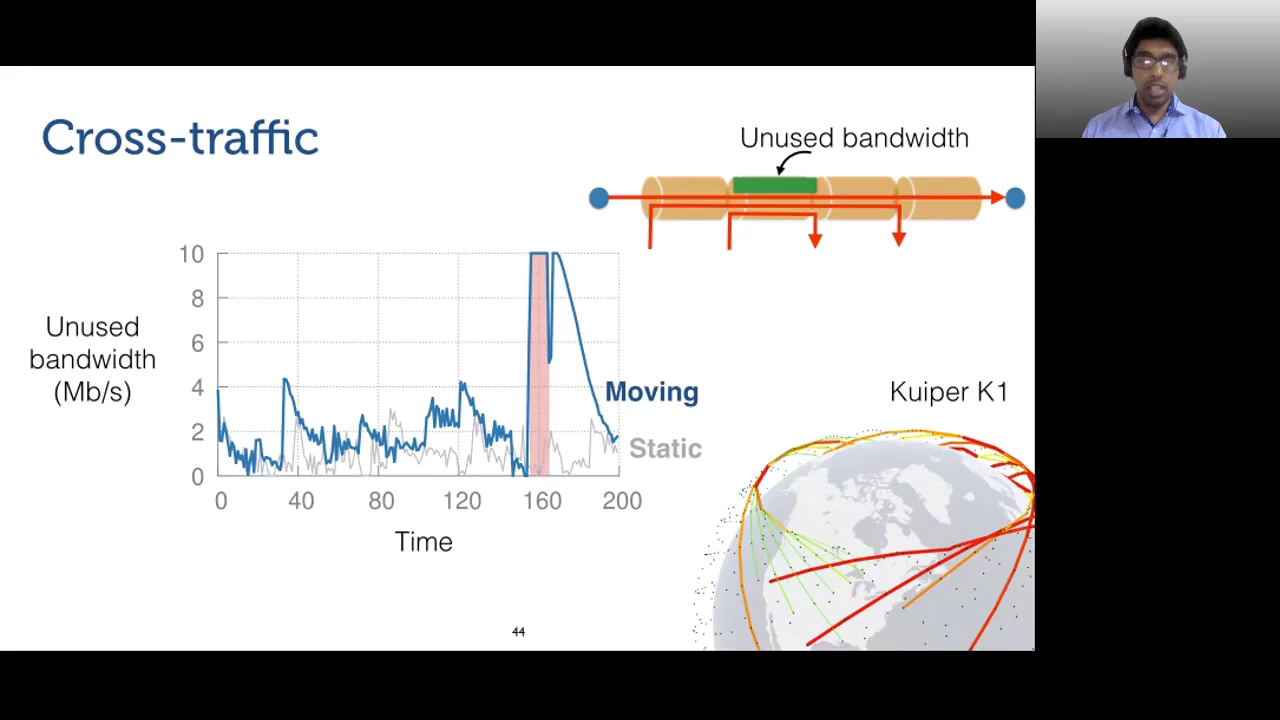 Cross-traffic
Unused bandwidth
10
8
6
4
2
0
Unused
bandwidth
(Mb/s)
Moving
Static
0 40 80 120 160 200
Time
Kuiper K1
44